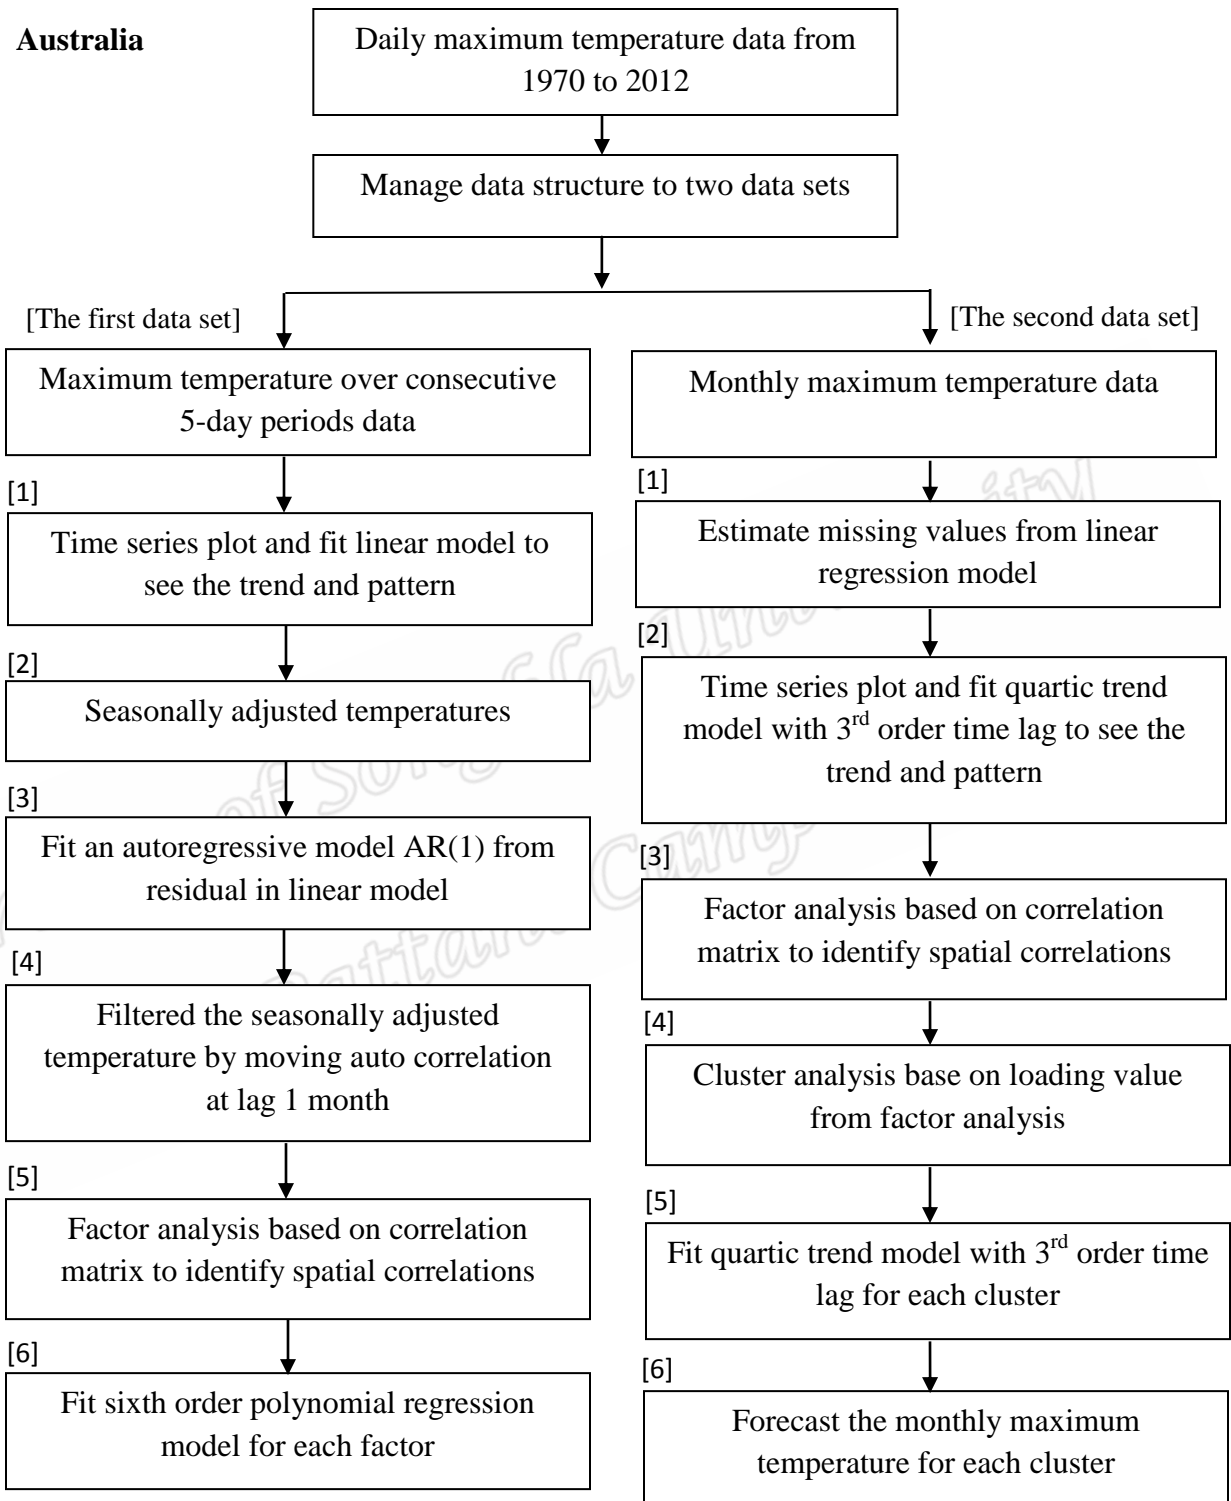 Australia
Daily maximum temperature data from
1970 to 2012
Manage data structure to two data sets
[The first data set]
Maximum temperature over consecutive
5-day periods data
[1]
Time series plot and fit linear model to
see the trend and pattern
[2]
Seasonally adjusted temperatures
[3]
Fit an autoregressive model AR(1) from
residual in linear model
[4]
Filtered the seasonally adjusted
temperature by moving auto correlation
at lag 1 month
[5]
Factor analysis based on correlation
matrix to identify spatial correlations
[6]
Fit sixth order polynomial regression
model for each factor
[The second data set]
Monthly maximum temperature data
[1]
Estimate missing values from linear
regression model
[2]
Time series plot and fit quartic trend
model with 3rd order time lag to see the
trend and pattern
[3]
Factor analysis based on correlation
matrix to identify spatial correlations
[4]
Cluster analysis base on loading value
from factor analysis
[5]
Fit quartic trend model with 3rd order time
lag for each cluster
[6]
Forecast the monthly maximum
temperature for each cluster